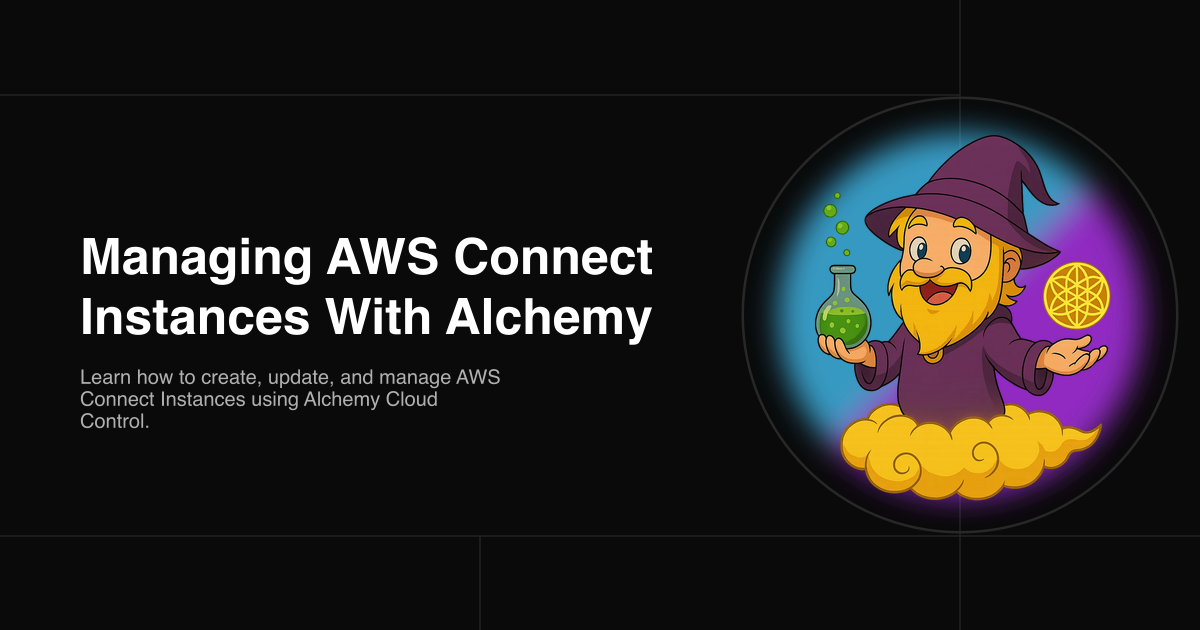 Managing AWS Connect
Instances With Alchemy
Learn how to create, update, and manage AWS
Connect Instances using Alchemy Cloud
Control.